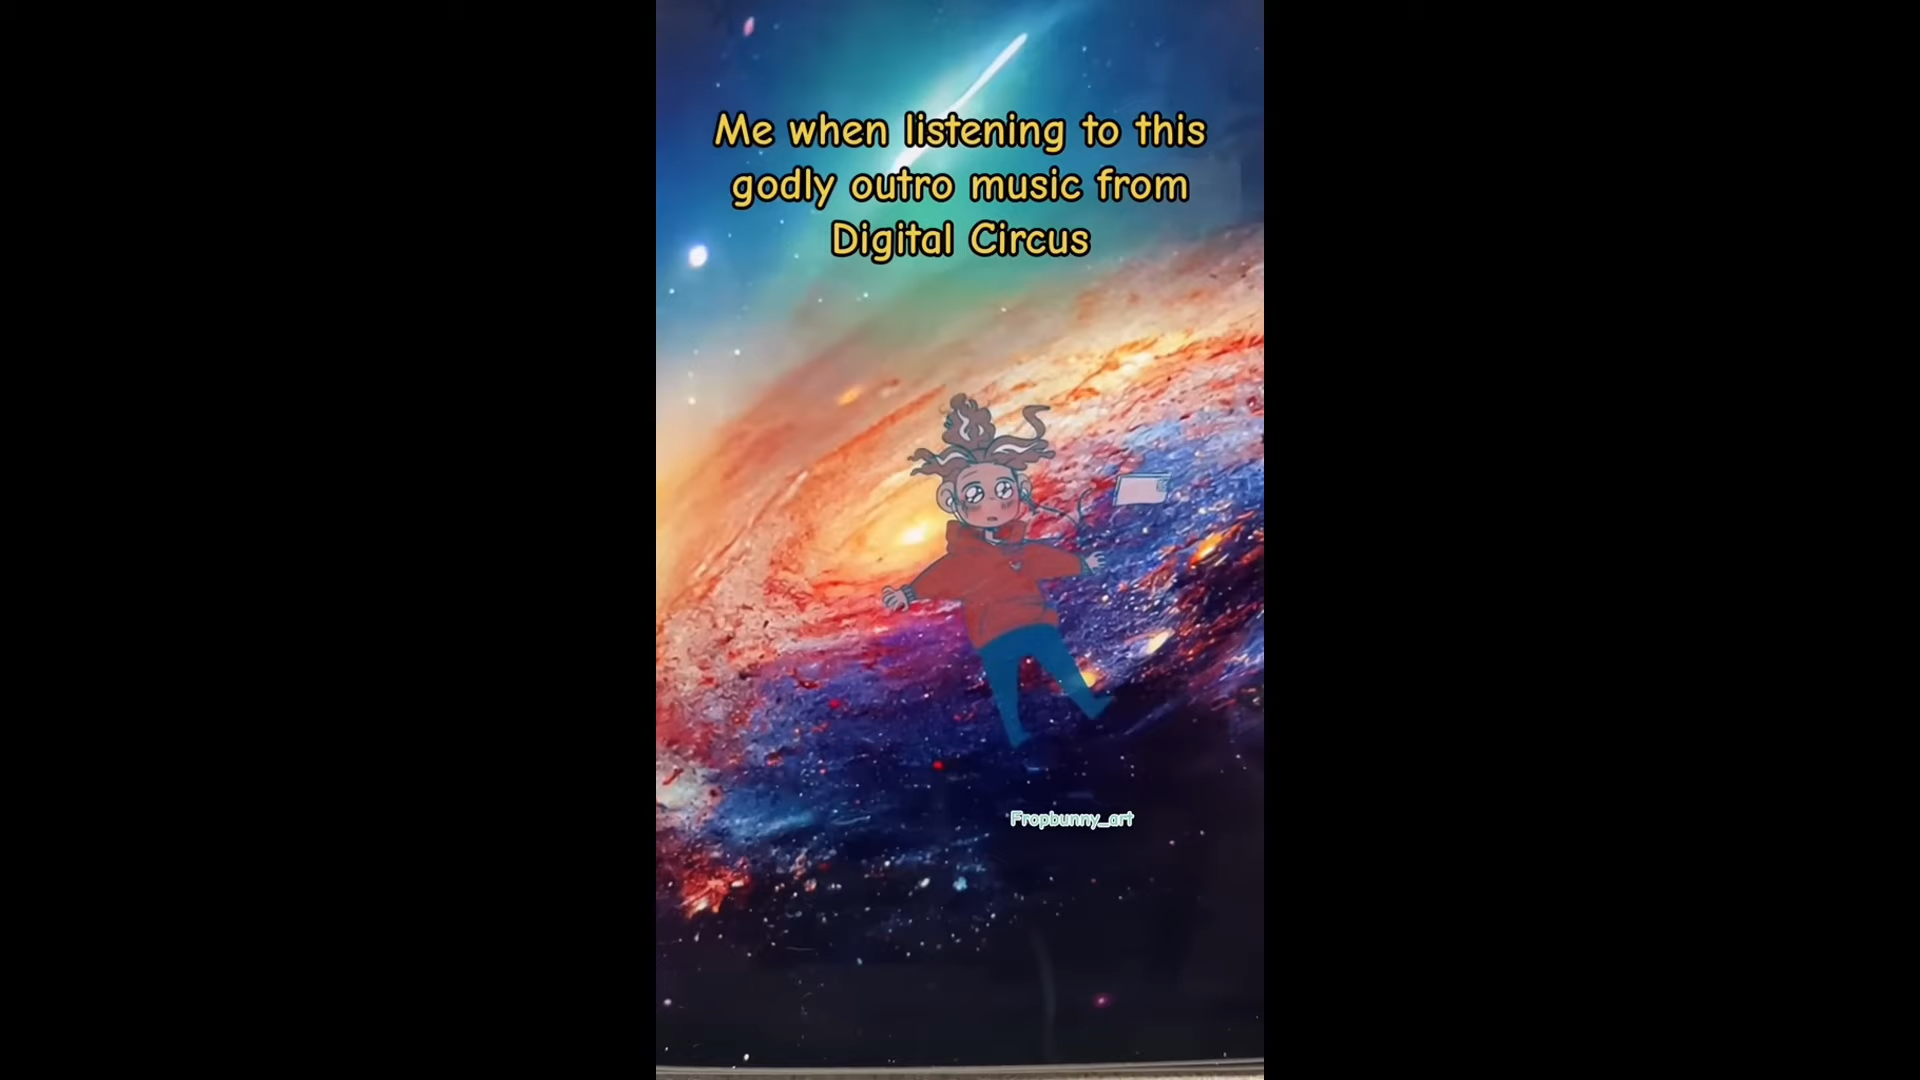 Me when listening to this
godly outro music from
Digital Circus
Fropbunny_art